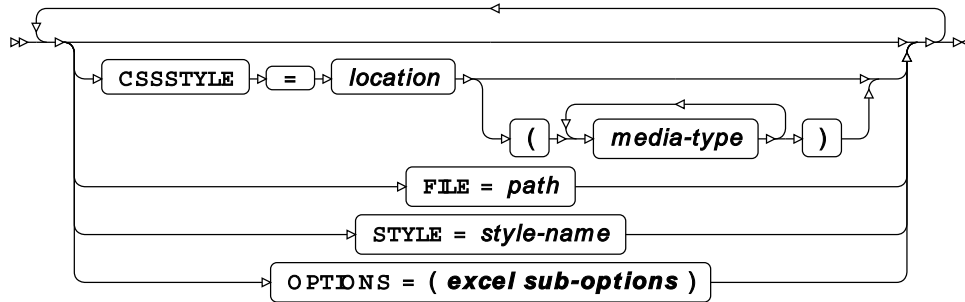 CSSSTYLE = location
( media-type )
FILE = path
STYLE = style-name
OPTIONS = ( excel sub-options )